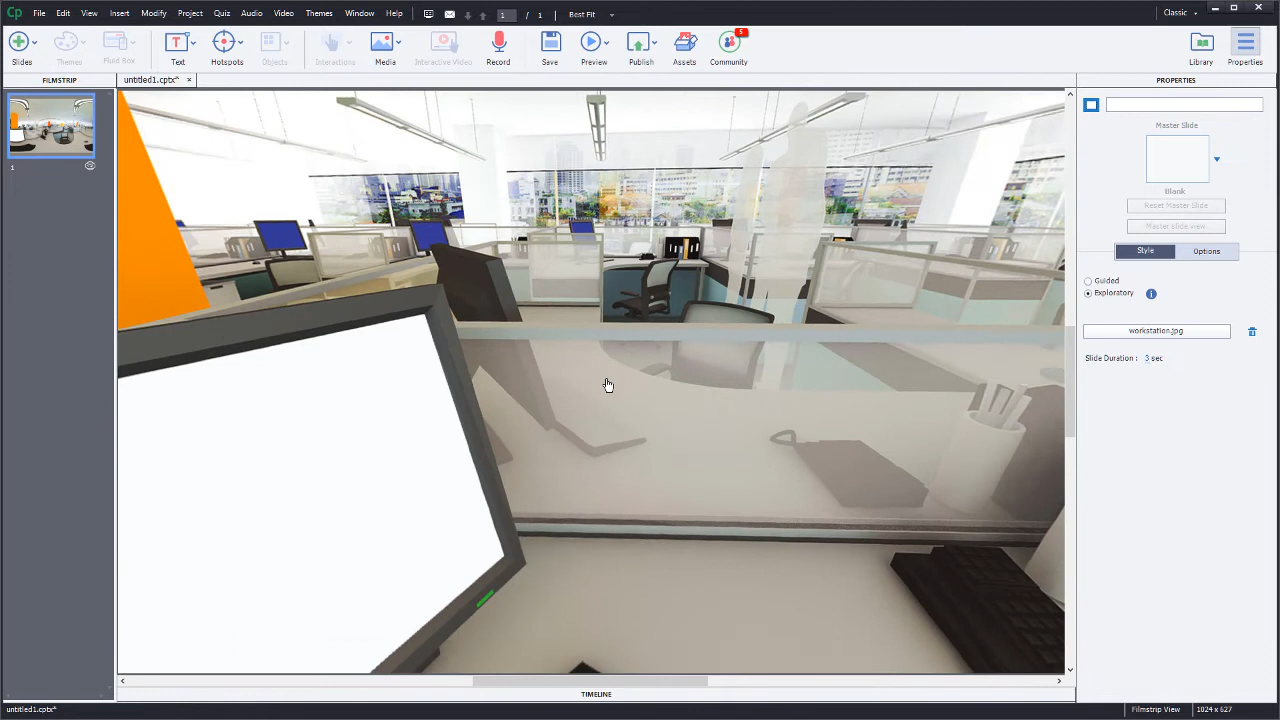 Cp File Edit View Insert Modify Project Quiz Audio Video Themes Window Help 1 / 1 Best Fit Classic
Slides Themes Fluid Box Text Hotspots Objects Interactions Media Interactive Video Record Save Preview Publish Assets 5 Community Library Properties
FILMSTRIP untitled1.cptx* × PROPERTIES
Master Slide
1
Blank
Reset Master Slide
Master slide view
Style Options
Guided
Exploratory
workstation.jpg
Slide Duration : 3 sec
TIMELINE
untitled1.cptx* Filmstrip View 1024 x 627